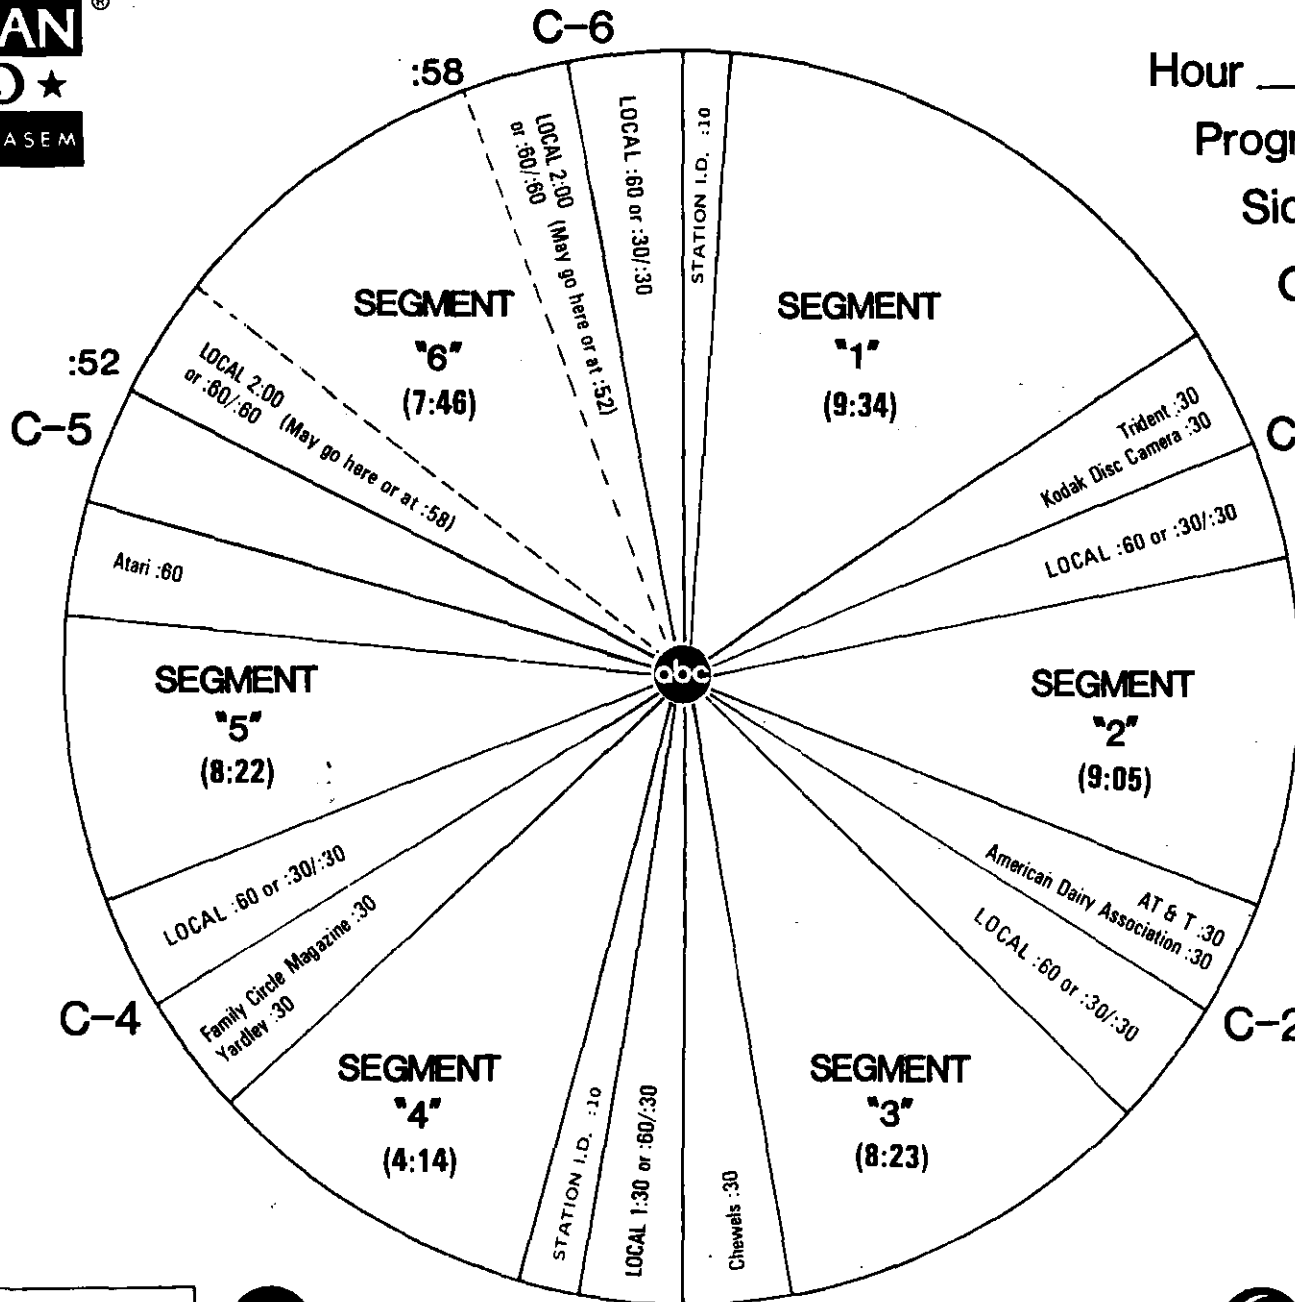 AN®
★
ASEM
C-6
:58
Hour
LOCAL 2:00 (May go here or at :52)
or :60/:60
LOCAL :60 or :30/:30
STATION I.D. :10
SEGMENT
"1"
(9:34)
Trident :30
Kodak Disc Camera :30
LOCAL :60 or :30/:30
SEGMENT
"2"
(9:05)
AT & T :30
American Dairy Association :30
C-2
LOCAL :60 or :30/:30
SEGMENT
"3"
(8:23)
Chewels :30
LOCAL 1:30 or :60/:30
STATION I.D. :10
SEGMENT
"4"
(4:14)
Family Circle Magazine :30
Yardley :30
C-4
LOCAL :60 or :30/:30
SEGMENT
"5"
(8:22)
Atari :60
C-5
:52
LOCAL 2:00 (May go here or at :58)
or :60/:60
SEGMENT
"6"
(7:46)
abc